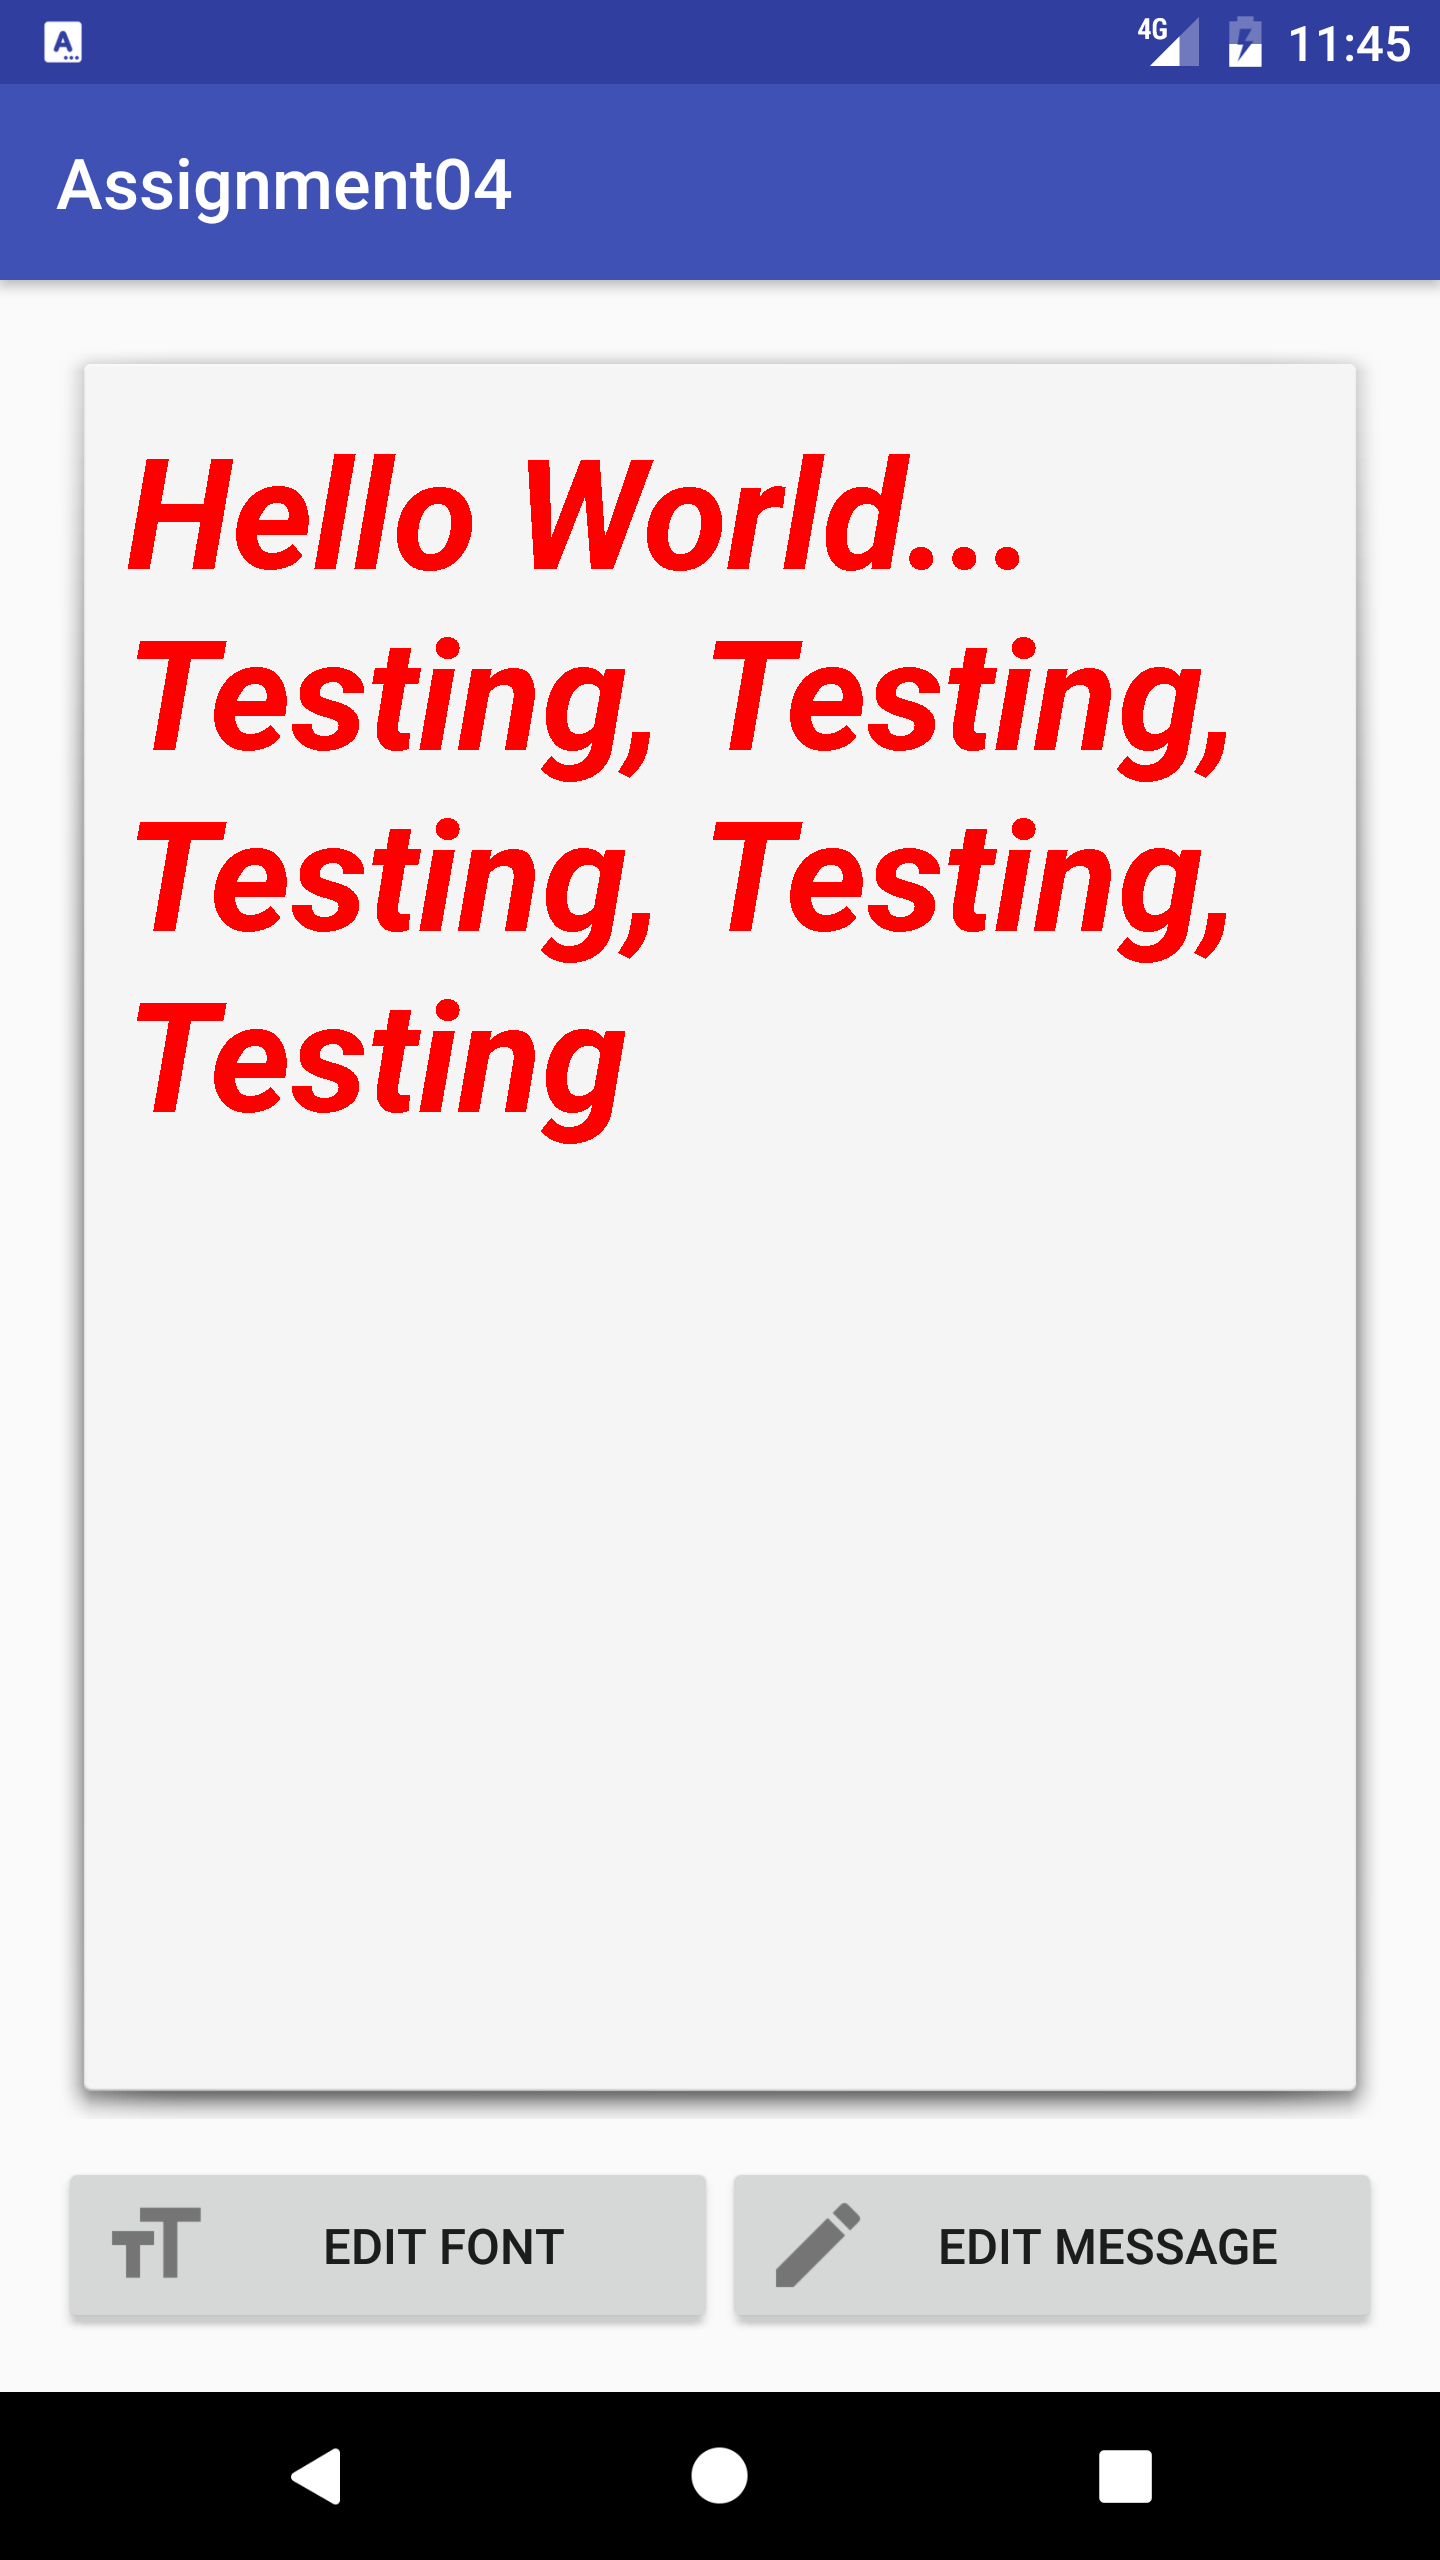 A
4G
11:45
Assignment04
Hello World...
Testing, Testing,
Testing, Testing,
Testing
EDIT FONT
EDIT MESSAGE